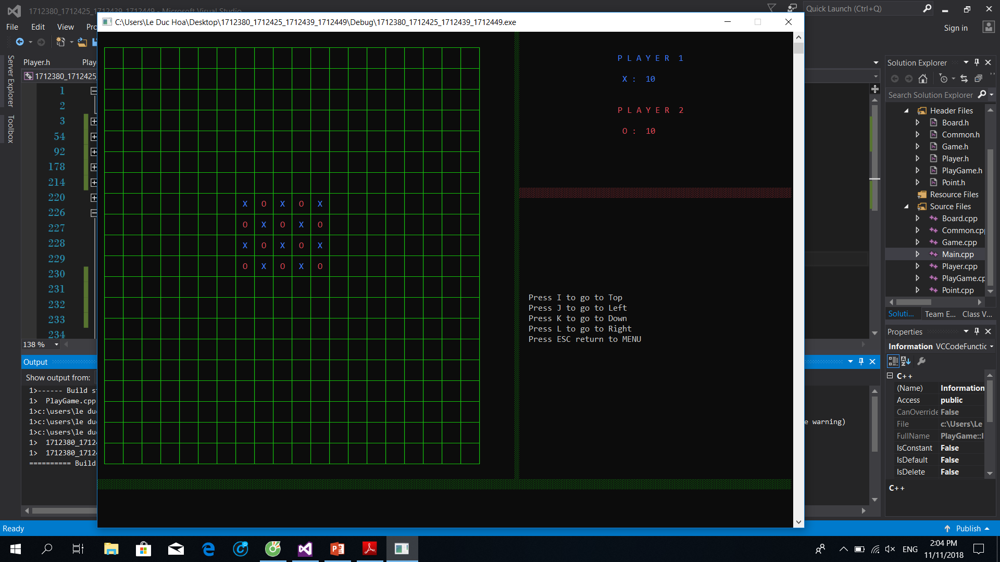 1712380_1712425_1712439_1712449 - Microsoft Visual Studio
Quick Launch (Ctrl+Q)
File Edit View
Sign in
C:\Users\Le Duc Hoa\Desktop\1712380_1712425_1712439_1712449\Debug\1712380_1712425_1712439_1712449.exe
Server Explorer
Toolbox
Player.h
1712380_1712425
1
2
3
54
92
178
214
220
226
227
228
229
230
231
232
233
234
138 %
P L A Y E R 1
X : 10
P L A Y E R 2
O : 10
X O X O X
O X O X O
X O X O X
O X O X O
Press I to go to Top
Press J to go to Left
Press K to go to Down
Press L to go to Right
Press ESC return to MENU
Solution Explorer
Search Solution Explorer
Header Files
Board.h
Common.h
Game.h
Player.h
PlayGame.h
Point.h
Resource Files
Source Files
Board.cpp
Common.cpp
Game.cpp
Main.cpp
Player.cpp
PlayGame.cp
Point.cpp
Soluti... Team E... Class V...
Properties
Information VCCodeFunctic
C++
(Name) Information
Access public
CanOverride False
File c:\Users\Le
FullName PlayGame::I
IsConstant False
IsDefault False
IsDelete False
C++
Output
Show output from:
1>------ Build st
1> PlayGame.cpp
1>c:\users\le duc
1>c:\users\le duc
e warning)
1>c:\users\le duc
1> 1712380_17124
1> 1712380_17124
========== Build
Ready
Publish
ENG
2:04 PM
11/11/2018